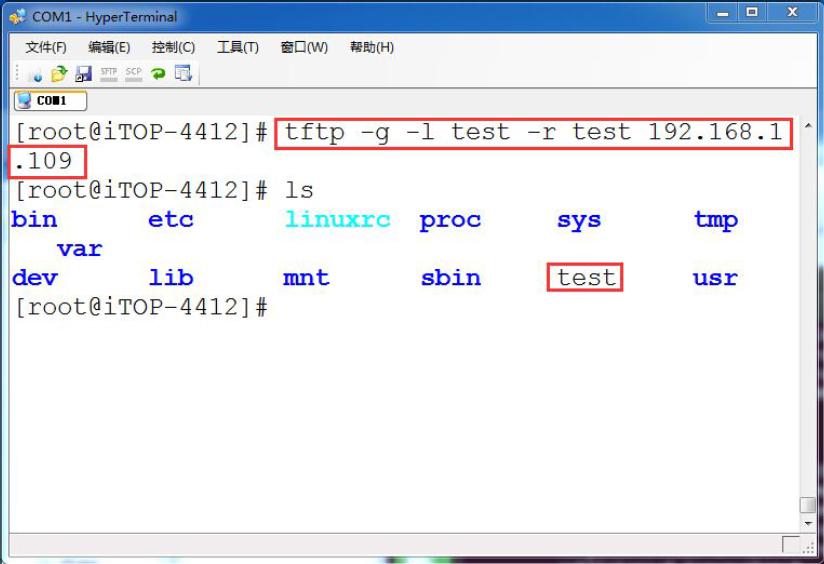 COM1 - HyperTerminal
文件(F) 编辑(E) 控制(C) 工具(T) 窗口(W) 帮助(H)
SFTP SCP
COM1
[root@iTOP-4412]# tftp -g -l test -r test 192.168.1
.109
[root@iTOP-4412]# ls
bin etc linuxrc proc sys tmp
var
dev lib mnt sbin test usr
[root@iTOP-4412]#